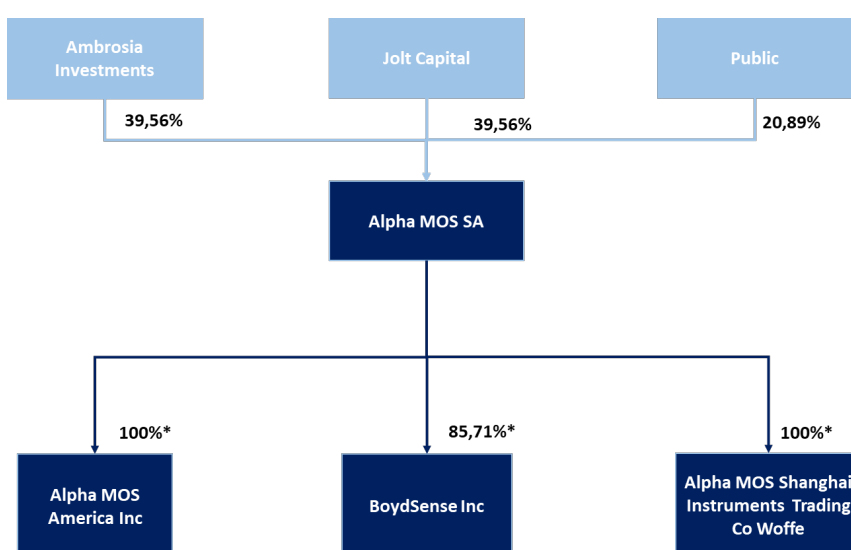 Ambrosia
Investments
Jolt Capital
Public
39,56%
39,56%
20,89%
Alpha MOS SA
100%*
85,71%*
100%*
Alpha MOS
America Inc
BoydSense Inc
Alpha MOS Shanghai
Instruments Trading
Co Woffe